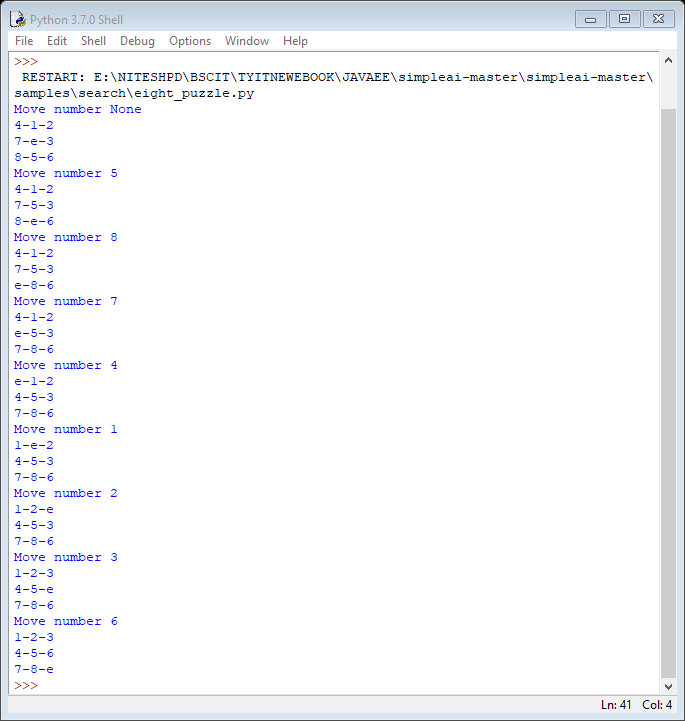 Python 3.7.0 Shell
File Edit Shell Debug Options Window Help
>>>
RESTART: E:\NITESHPD\BSCIT\TYITNEWEBOOK\JAVAEE\simpleai-master\simpleai-master\
samples\search\eight_puzzle.py
Move number None
4-1-2
7-e-3
8-5-6
Move number 5
4-1-2
7-5-3
8-e-6
Move number 8
4-1-2
7-5-3
e-8-6
Move number 7
4-1-2
e-5-3
7-8-6
Move number 4
e-1-2
4-5-3
7-8-6
Move number 1
1-e-2
4-5-3
7-8-6
Move number 2
1-2-e
4-5-3
7-8-6
Move number 3
1-2-3
4-5-e
7-8-6
Move number 6
1-2-3
4-5-6
7-8-e
>>>
Ln: 41 Col: 4